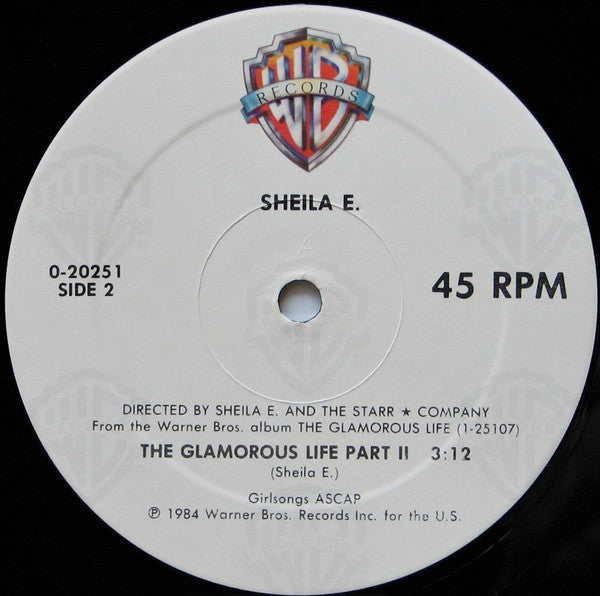 WB
RECORDS
SHEILA E.
0-20251
SIDE 2
45 RPM
DIRECTED BY SHEILA E. AND THE STARR ★ COMPANY
From the Warner Bros. album THE GLAMOROUS LIFE (1-25107)
THE GLAMOROUS LIFE PART II 3:12
(Sheila E.)
Girlsongs ASCAP
℗ 1984 Warner Bros. Records Inc. for the U.S.